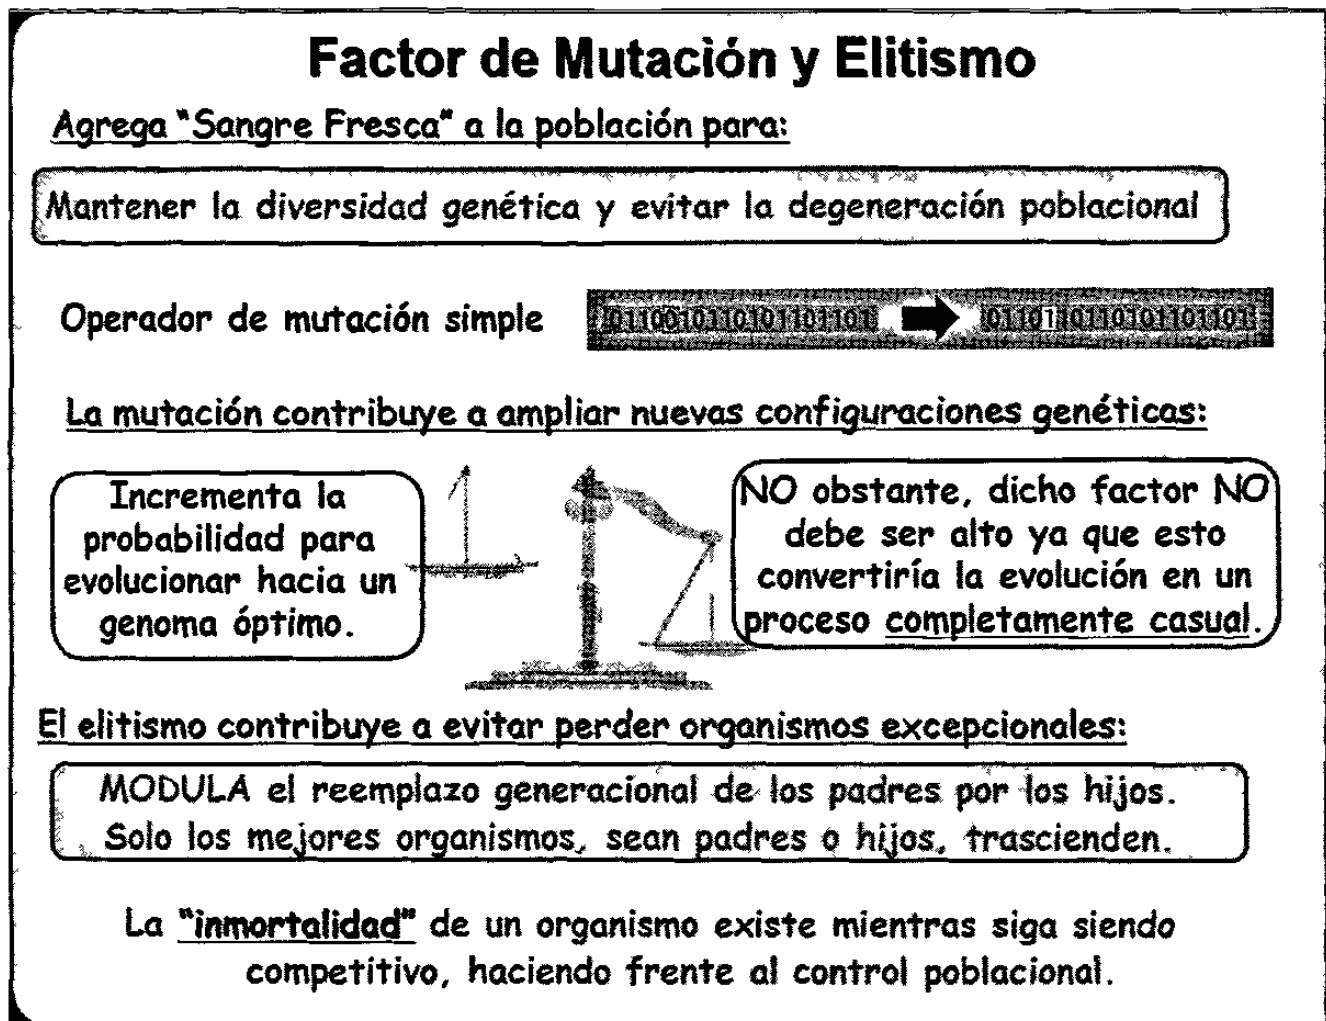 Factor de Mutación y Elitismo
Agrega "Sangre Fresca" a la población para:
Mantener la diversidad genética y evitar la degeneración poblacional
Operador de mutación simple
0110010110101101101 0110110110101101101
La mutación contribuye a ampliar nuevas configuraciones genéticas:
Incrementa la
probabilidad para
evolucionar hacia un
genoma óptimo.
NO obstante, dicho factor NO
debe ser alto ya que esto
convertiría la evolución en un
proceso completamente casual.
El elitismo contribuye a evitar perder organismos excepcionales:
MODULA el reemplazo generacional de los padres por los hijos.
Solo los mejores organismos, sean padres o hijos, trascienden.
La "inmortalidad" de un organismo existe mientras siga siendo
competitivo, haciendo frente al control poblacional.